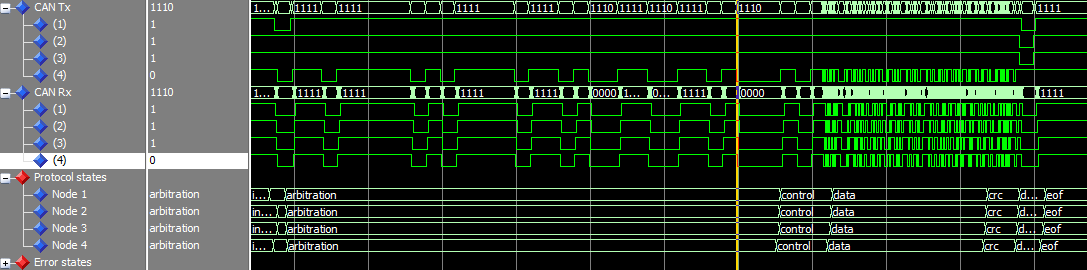 CAN Tx 1110 1... 1111 1111 1111 1111 1110 1111 1110 1111 1110 1111
(1) 1
(2) 1
(3) 1
(4) 0
CAN Rx 1110 1... 1111 1111 1111 1111 0000 1... 0... 1111 0000 1111
(1) 1
(2) 1
(3) 1
(4) 0
Protocol states
Node 1 arbitration i... arbitration control data crc d... eof
Node 2 arbitration in... arbitration control data crc d... eof
Node 3 arbitration in... arbitration control data crc d... eof
Node 4 arbitration i... arbitration control data crc d... eof
Error states